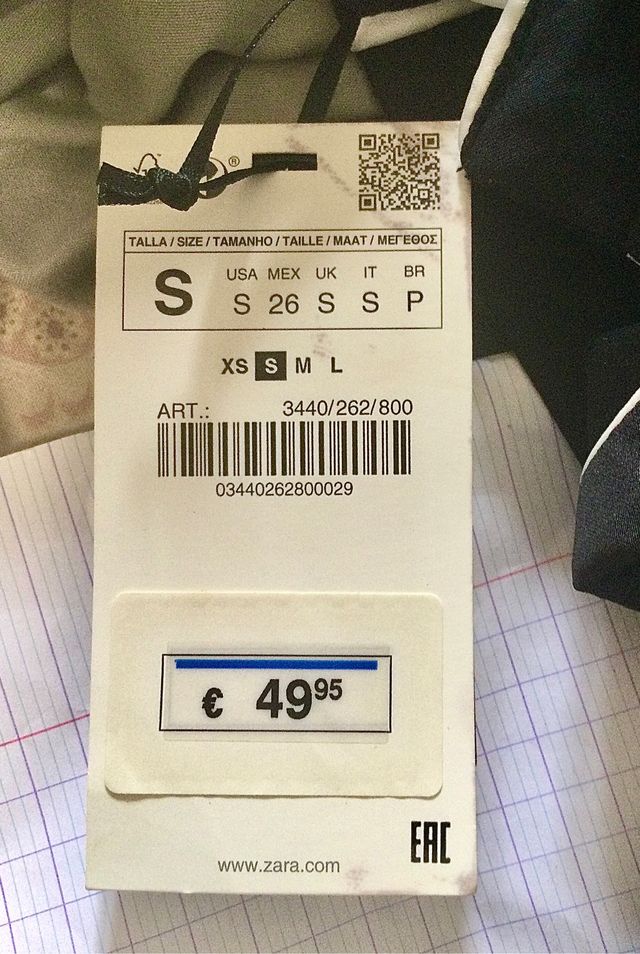 ®
TALLA / SIZE / TAMANHO / TAILLE / MAAT / ΜΕΓΕΘΟΣ
USA MEX UK IT BR
S S 26 S S P
XS S M L
ART.: 3440/262/800
03440262800029
€ 49⁹⁵
EAC
www.zara.com